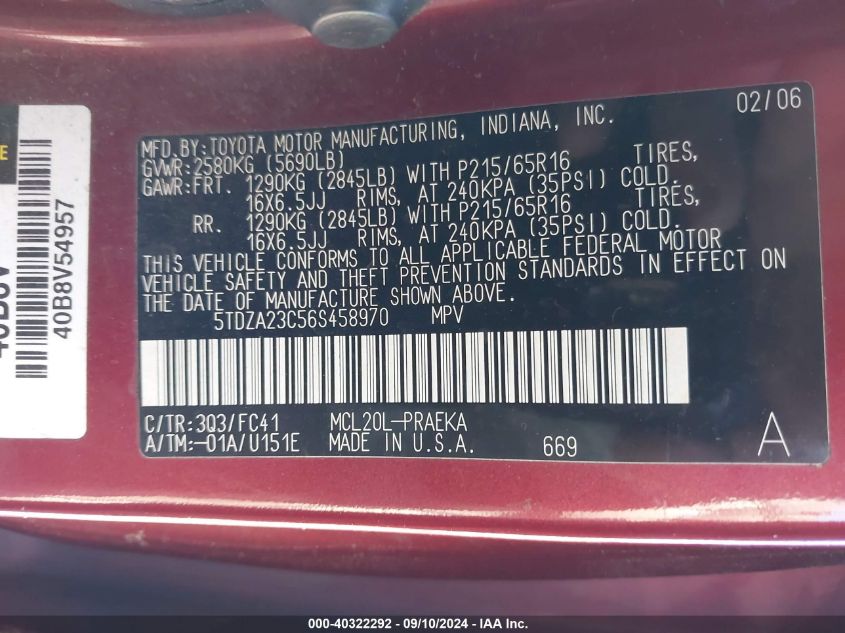 02/06
MFD.BY:TOYOTA MOTOR MANUFACTURING, INDIANA, INC.
GVWR:2580KG (5690LB)
GAWR:FRT. 1290KG (2845LB) WITH P215/65R16 TIRES,
16X6.5JJ RIMS, AT 240KPA (35PSI) COLD.
RR. 1290KG (2845LB) WITH P215/65R16 TIRES,
16X6.5JJ RIMS, AT 240KPA (35PSI) COLD.
THIS VEHICLE CONFORMS TO ALL APPLICABLE FEDERAL MOTOR
VEHICLE SAFETY AND THEFT PREVENTION STANDARDS IN EFFECT ON
THE DATE OF MANUFACTURE SHOWN ABOVE.
5TDZA23C56S458970 MPV
C/TR:3Q3/FC41 MCL20L-PRAEKA
A/TM:-01A/U151E MADE IN U.S.A. 669 A
40B8V54957
000-40322292 - 09/10/2024 - IAA Inc.